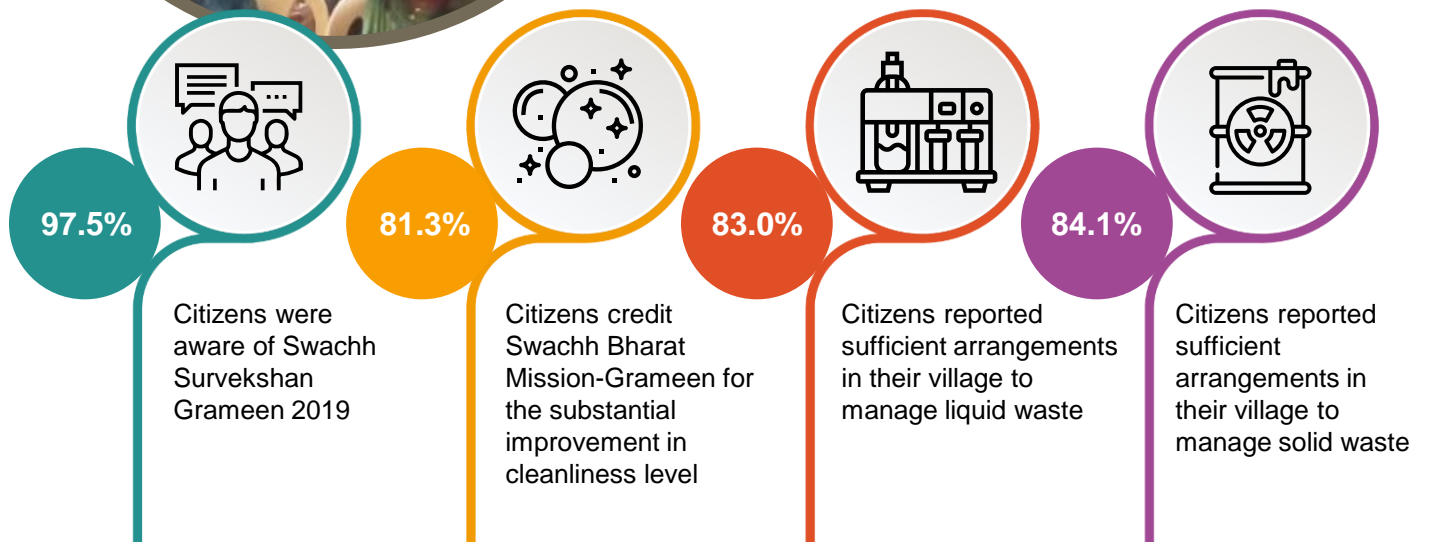 97.5%
Citizens were
aware of Swachh
Survekshan
Grameen 2019
81.3%
Citizens credit
Swachh Bharat
Mission-Grameen for
the substantial
improvement in
cleanliness level
83.0%
Citizens reported
sufficient arrangements
in their village to
manage liquid waste
84.1%
Citizens reported
sufficient
arrangements in
their village to
manage solid waste